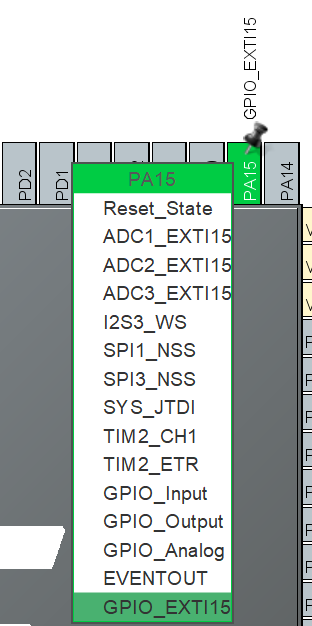 GPIO_EXTI15
PD2
PD1
PA15
PA14
PA15
Reset_State
ADC1_EXTI15
ADC2_EXTI15
ADC3_EXTI15
I2S3_WS
SPI1_NSS
SPI3_NSS
SYS_JTDI
TIM2_CH1
TIM2_ETR
GPIO_Input
GPIO_Output
GPIO_Analog
EVENTOUT
GPIO_EXTI15